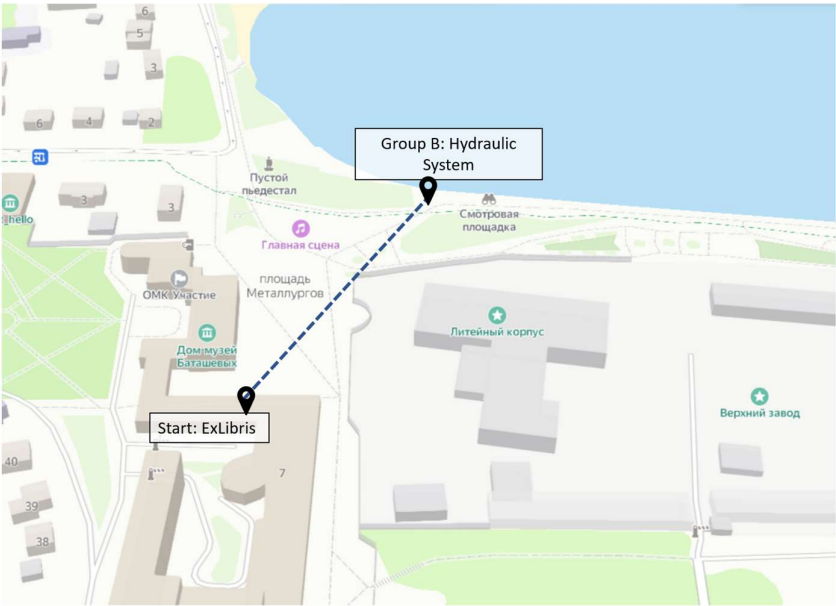 6
5
3
6
4
2
Group B: Hydraulic
System
Пустой
пьедестал
3
3
hello
Смотровая
площадка
Главная сцена
площадь
Металлургов
ОМК Участие
Литейный корпус
Дом музей
Баташевых
Верхний завод
Start: ExLibris
40
7
39
38